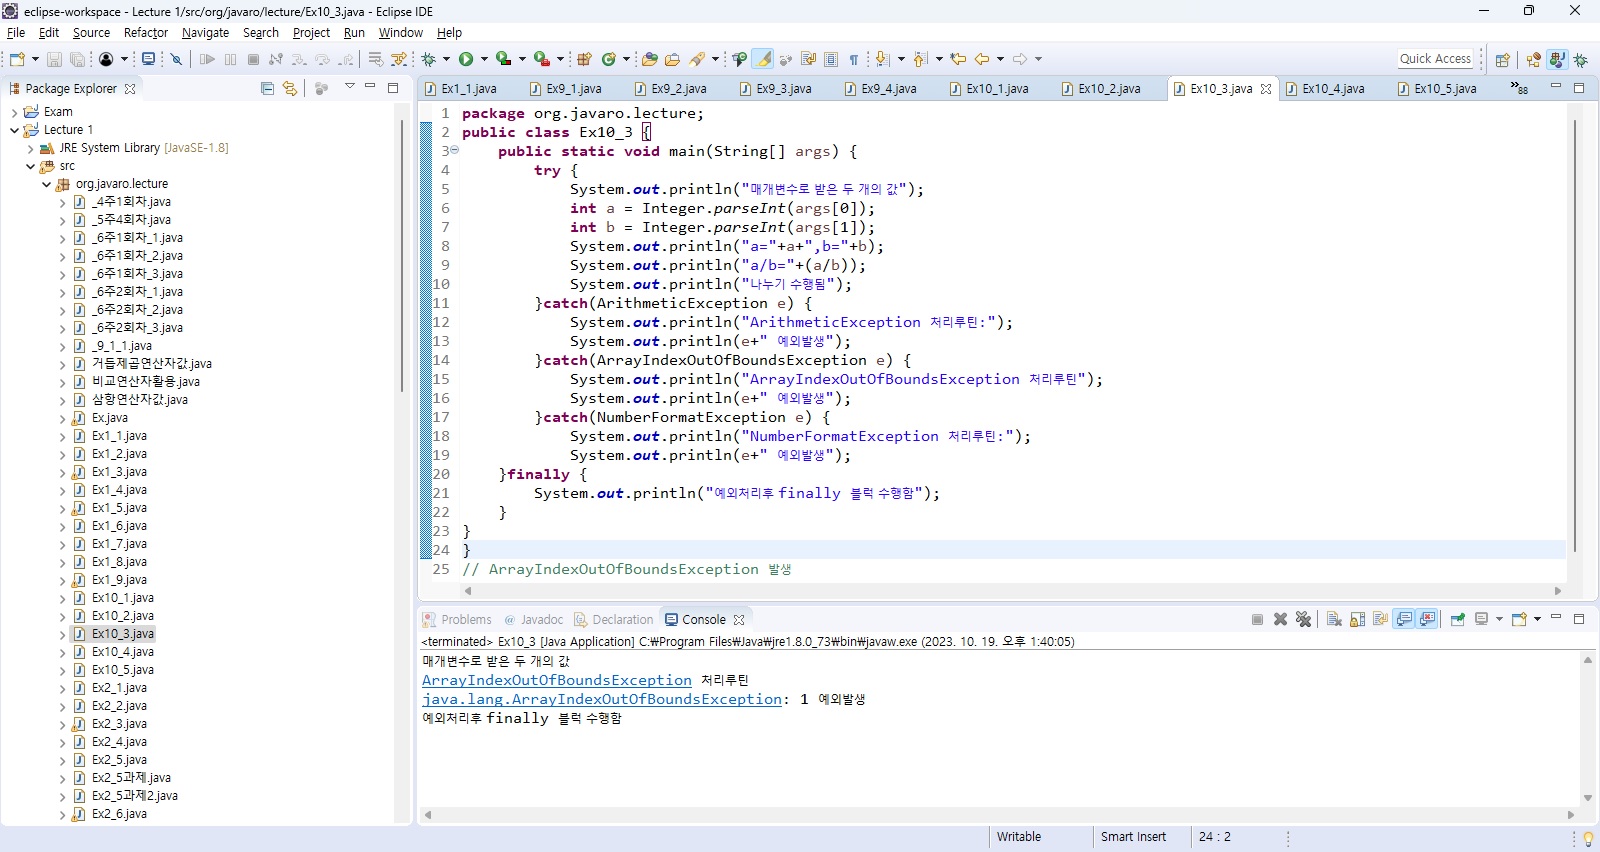 eclipse-workspace - Lecture 1/src/org/javaro/lecture/Ex10_3.java - Eclipse IDE
File Edit Source Refactor Navigate Search Project Run Window Help
Quick Access
Package Explorer
Exam
Lecture 1
JRE System Library [JavaSE-1.8]
src
org.javaro.lecture
_4주1회차.java
_5주4회차.java
_6주1회차_1.java
_6주1회차_2.java
_6주1회차_3.java
_6주2회차_1.java
_6주2회차_2.java
_6주2회차_3.java
_9_1_1.java
거듭제곱연산자값.java
비교연산자활용.java
삼항연산자값.java
Ex.java
Ex1_1.java
Ex1_2.java
Ex1_3.java
Ex1_4.java
Ex1_5.java
Ex1_6.java
Ex1_7.java
Ex1_8.java
Ex1_9.java
Ex10_1.java
Ex10_2.java
Ex10_3.java
Ex10_4.java
Ex10_5.java
Ex2_1.java
Ex2_2.java
Ex2_3.java
Ex2_4.java
Ex2_5.java
Ex2_5과제.java
Ex2_5과제2.java
Ex2_6.java
Ex1_1.java Ex9_1.java Ex9_2.java Ex9_3.java Ex9_4.java Ex10_1.java Ex10_2.java Ex10_3.java Ex10_4.java Ex10_5.java »88
1 package org.javaro.lecture;
2 public class Ex10_3 {
3 public static void main(String[] args) {
4 try {
5 System.out.println("매개변수로 받은 두 개의 값");
6 int a = Integer.parseInt(args[0]);
7 int b = Integer.parseInt(args[1]);
8 System.out.println("a="+a+",b="+b);
9 System.out.println("a/b="+(a/b));
10 System.out.println("나누기 수행됨");
11 }catch(ArithmeticException e) {
12 System.out.println("ArithmeticException 처리루틴:");
13 System.out.println(e+" 예외발생");
14 }catch(ArrayIndexOutOfBoundsException e) {
15 System.out.println("ArrayIndexOutOfBoundsException 처리루틴");
16 System.out.println(e+" 예외발생");
17 }catch(NumberFormatException e) {
18 System.out.println("NumberFormatException 처리루틴:");
19 System.out.println(e+" 예외발생");
20 }finally {
21 System.out.println("예외처리후 finally 블럭 수행함");
22 }
23 }
24 }
25 // ArrayIndexOutOfBoundsException 발생
Problems Javadoc Declaration Console
<terminated> Ex10_3 [Java Application] C:₩Program Files₩Java₩jre1.8.0_73₩bin₩javaw.exe (2023. 10. 19. 오후 1:40:05)
매개변수로 받은 두 개의 값
ArrayIndexOutOfBoundsException 처리루틴
java.lang.ArrayIndexOutOfBoundsException: 1 예외발생
예외처리후 finally 블럭 수행함
Writable Smart Insert 24 : 2